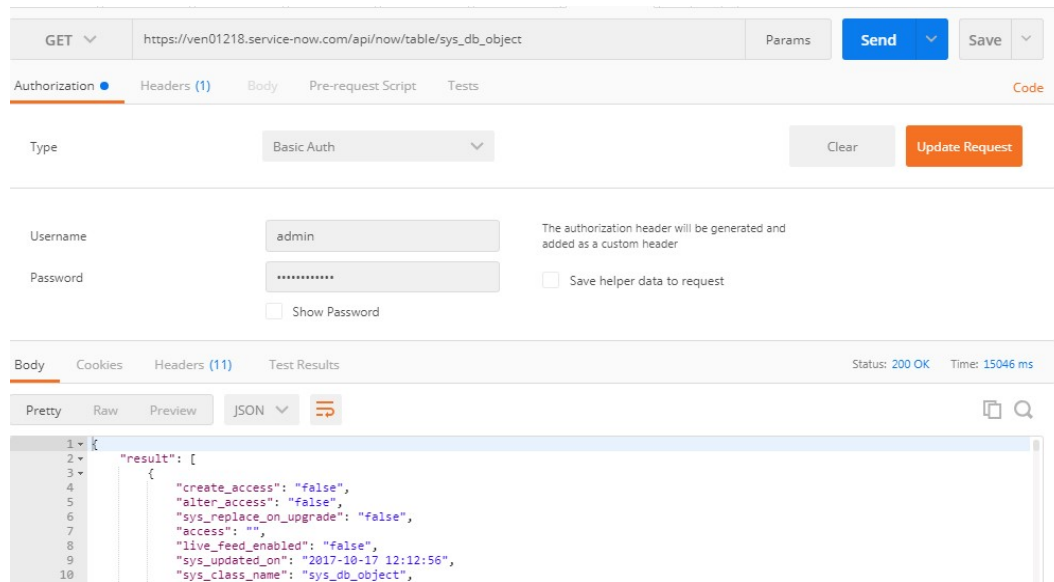 GET https://ven01218.service-now.com/api/now/table/sys_db_object Params Send Save
Authorization Headers (1) Body Pre-request Script Tests Code
Type Basic Auth Clear Update Request
Username admin The authorization header will be generated and
added as a custom header
Password •••••••••••• Save helper data to request
Show Password
Body Cookies Headers (11) Test Results Status: 200 OK Time: 15046 ms
Pretty Raw Preview JSON
1 {
2 "result": [
3 {
4 "create_access": "false",
5 "alter_access": "false",
6 "sys_replace_on_upgrade": "false",
7 "access": "",
8 "live_feed_enabled": "false",
9 "sys_updated_on": "2017-10-17 12:12:56",
10 "sys_class_name": "sys_db_object",